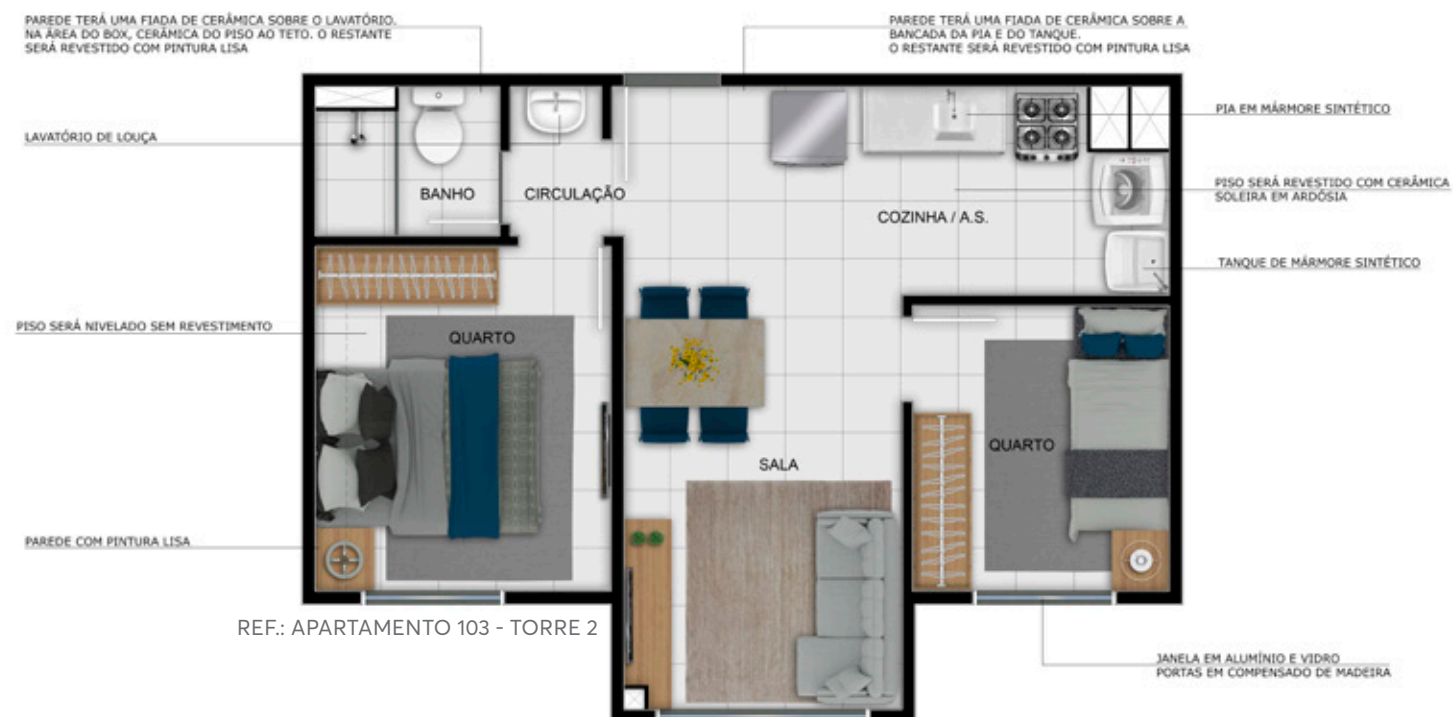 PAREDE TERÁ UMA FIADA DE CERÂMICA SOBRE O LAVATÓRIO.
NA ÁREA DO BOX, CERÂMICA DO PISO AO TETO. O RESTANTE
SERÁ REVESTIDO COM PINTURA LISA
PAREDE TERÁ UMA FIADA DE CERÂMICA SOBRE A
BANCADA DA PIA E DO TANQUE.
O RESTANTE SERÁ REVESTIDO COM PINTURA LISA
LAVATÓRIO DE LOUÇA
PIA EM MÁRMORE SINTÉTICO
BANHO
CIRCULAÇÃO
COZINHA / A.S.
PISO SERÁ REVESTIDO COM CERÂMICA
SOLEIRA EM ARDÓSIA
TANQUE DE MÁRMORE SINTÉTICO
PISO SERÁ NIVELADO SEM REVESTIMENTO
QUARTO
QUARTO
SALA
PAREDE COM PINTURA LISA
REF.: APARTAMENTO 103 - TORRE 2
JANELA EM ALUMÍNIO E VIDRO
PORTAS EM COMPENSADO DE MADEIRA